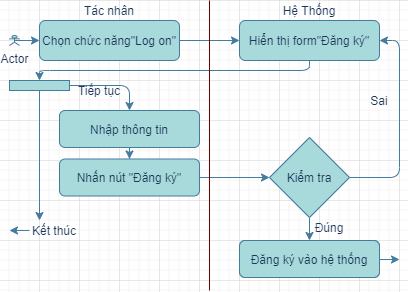 Tác nhân
Hệ Thống
Chọn chức năng"Log on"
Hiển thị form"Đăng ký"
Actor
Tiếp tục
Sai
Nhập thông tin
Nhấn nút "Đăng ký"
Kiểm tra
Kết thúc
Đúng
Đăng ký vào hệ thống